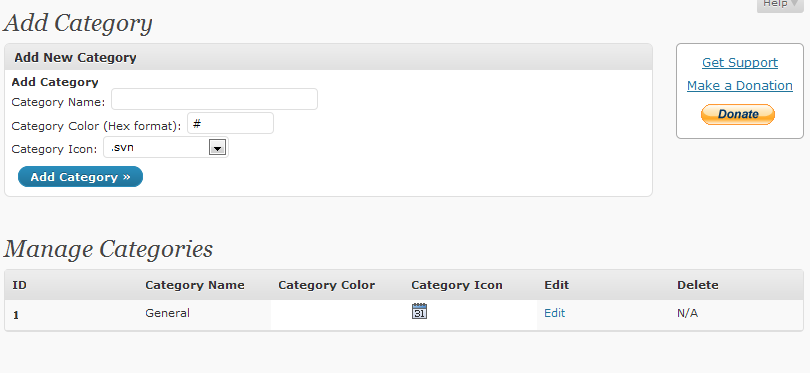 Help
Add Category
Add New Category
Get Support
Make a Donation
Donate
Add Category
Category Name:
Category Color (Hex format): #
Category Icon: .svn
Add Category »
Manage Categories
ID Category Name Category Color Category Icon Edit Delete
1 General 31 Edit N/A